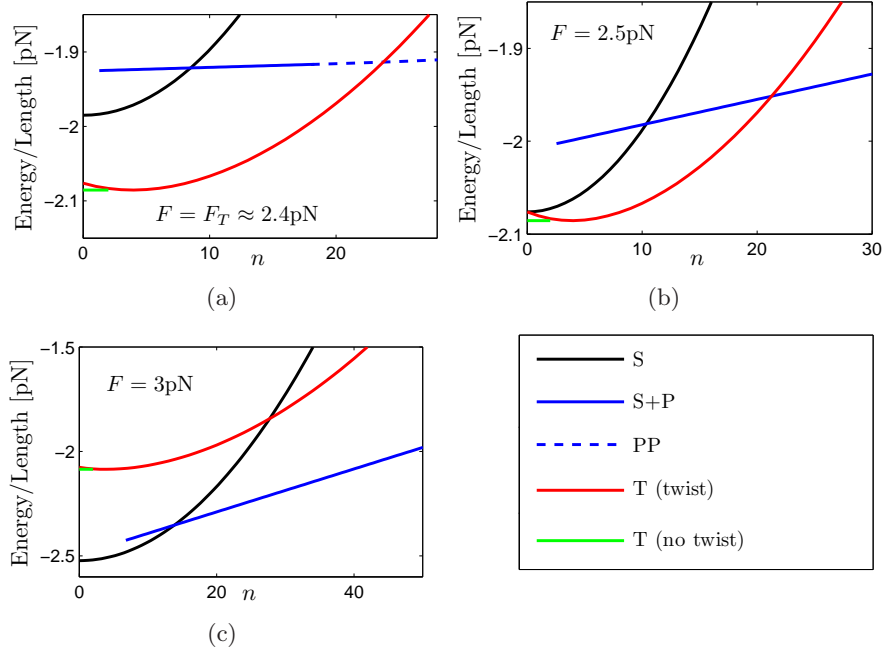 Energy/Length [pN]
−1.9
−2
−2.1
F = F_T ≈ 2.4pN
0
10
20
n
(a)
Energy/Length [pN]
−1.9
−2
−2.1
F = 2.5pN
0
10
20
30
n
(b)
Energy/Length [pN]
−1.5
−2
−2.5
F = 3pN
0
20
40
n
(c)
S
S+P
PP
T (twist)
T (no twist)